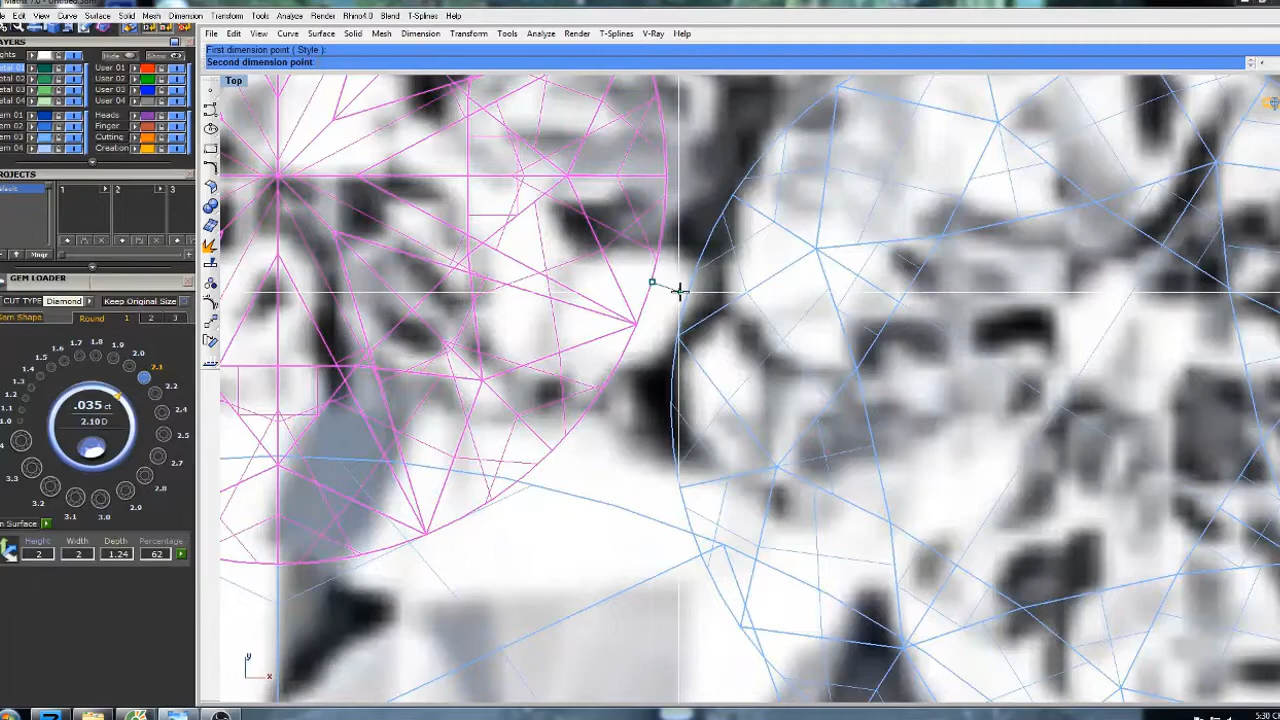 File Edit View Curve Surface Solid Mesh Dimension Transform Tools Analyze Render Rhino4.0 Blend T-Splines Help
File Edit View Curve Surface Solid Mesh Dimension Transform Tools Analyze Render T-Splines V-Ray Help
First dimension point ( Style ):
Second dimension point:
Top
Hide Show
User 01
User 02
User 03
User 04
Heads
Finger
Cutting
Creation
1 2 3
Mngr
GEM LOADER
CUT TYPE Diamond Keep Original Size
Gem Shape Round 1 2 3
1.0 1.1 1.2 1.3 1.4 1.5 1.6 1.7 1.8 1.9 2.0 2.1 2.2 2.4 2.5 2.7 2.8 2.9 3.0 3.1 3.2 3.3
.035 ct
2.10 D
Height Width Depth Percentage
2 2 1.24 62
y
x